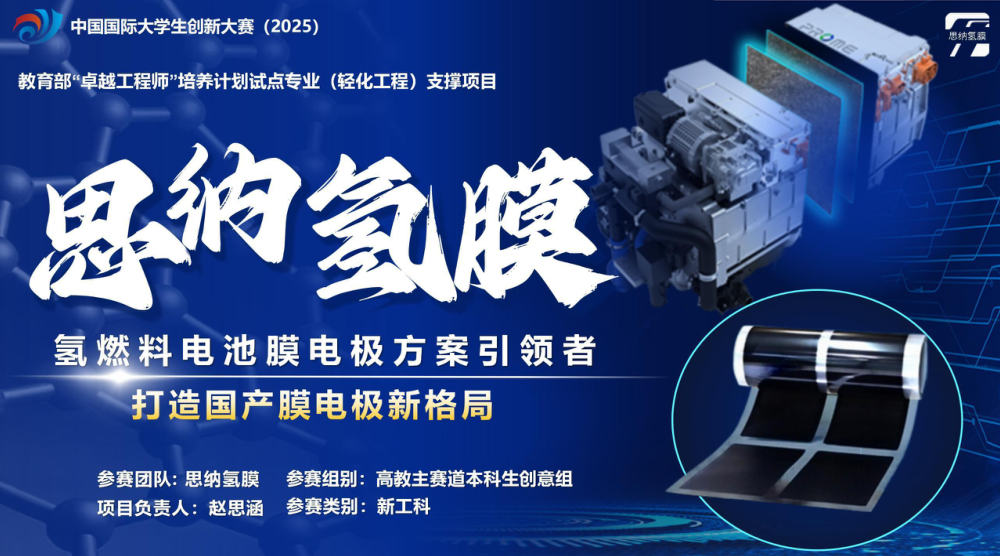 中国国际大学生创新大赛（2025）
思纳氢膜
教育部“卓越工程师”培养计划试点专业（轻化工程）支撑项目
PROME
思纳氢膜
氢燃料电池膜电极方案引领者
打造国产膜电极新格局
参赛团队：思纳氢膜 参赛组别：高教主赛道本科生创意组
项目负责人：赵思涵 参赛类别：新工科